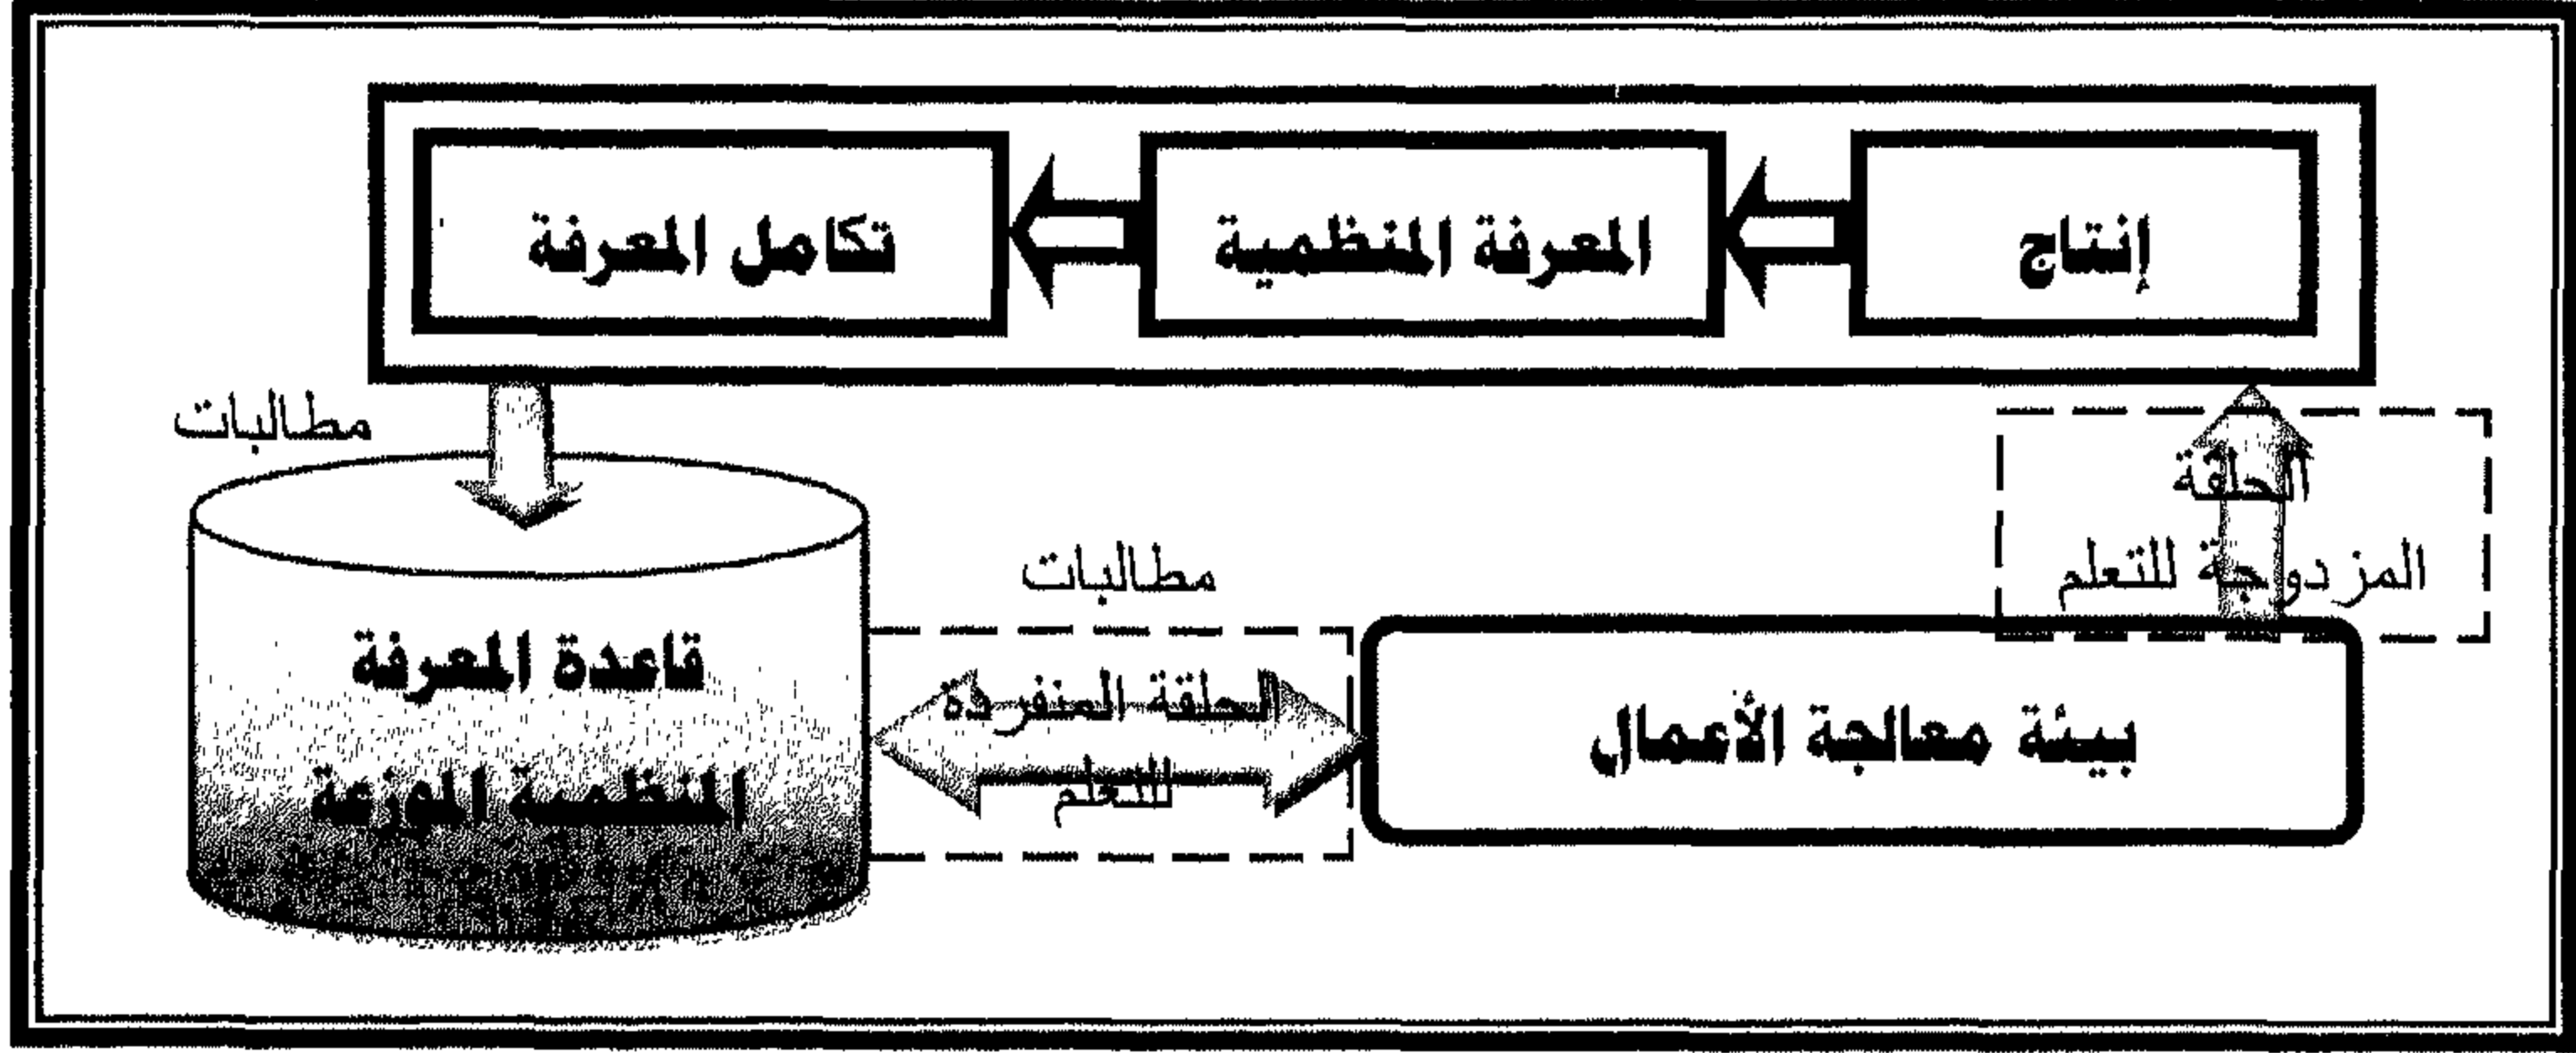 إنتاج
المعرفة المنظمية
تكامل المعرفة
مطالبات
الحلقة
المزدوجة للتعلم
مطالبات
قاعدة المعرفة
المنظمية الموزعة
الحلقة المنفردة
للتعلم
بيئة معالجة الأعمال